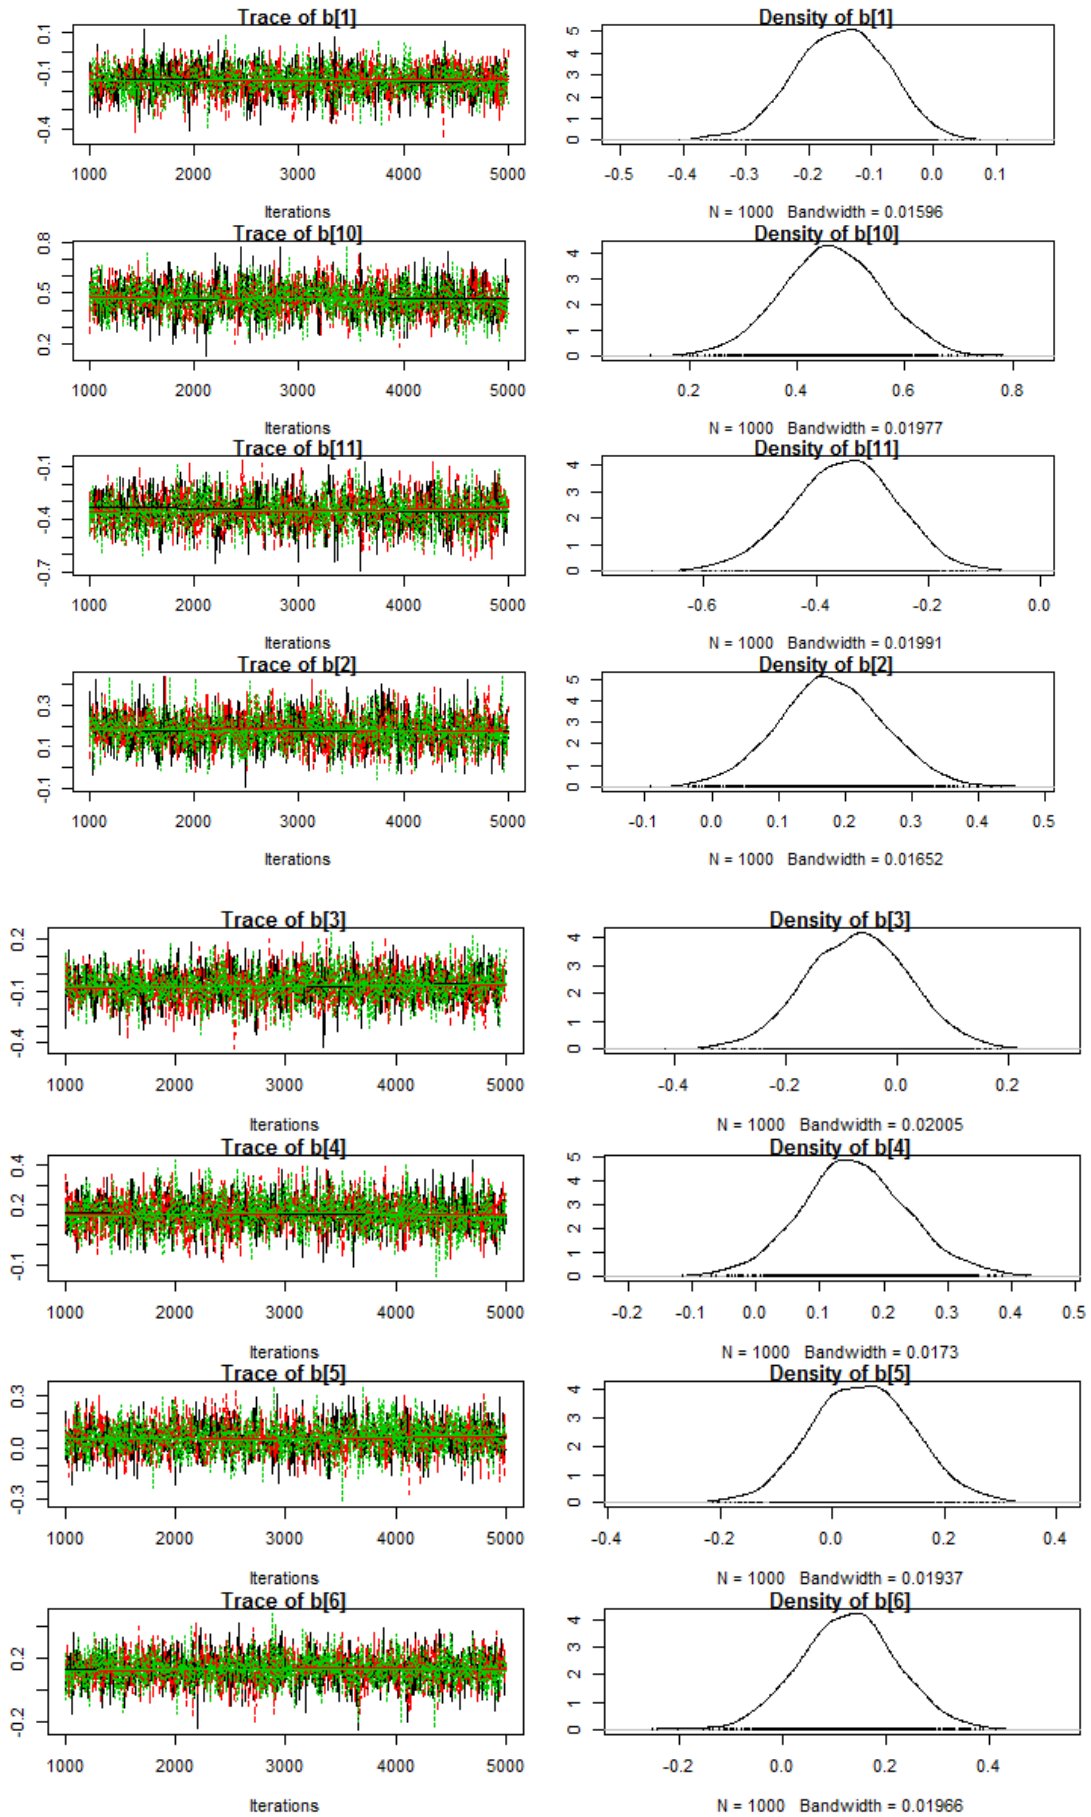 Trace of b[1]
0.1
-0.1
-0.4
1000 2000 3000 4000 5000
Iterations
Density of b[1]
5
4
3
2
1
0
-0.5 -0.4 -0.3 -0.2 -0.1 0.0 0.1
N = 1000 Bandwidth = 0.01596
Trace of b[10]
0.8
0.5
0.2
1000 2000 3000 4000 5000
Iterations
Density of b[10]
4
3
2
1
0
0.2 0.4 0.6 0.8
N = 1000 Bandwidth = 0.01977
Trace of b[11]
-0.1
-0.4
-0.7
1000 2000 3000 4000 5000
Iterations
Density of b[11]
4
3
2
1
0
-0.6 -0.4 -0.2 0.0
N = 1000 Bandwidth = 0.01991
Trace of b[2]
0.3
0.1
-0.1
1000 2000 3000 4000 5000
Iterations
Density of b[2]
5
4
3
2
1
0
-0.1 0.0 0.1 0.2 0.3 0.4 0.5
N = 1000 Bandwidth = 0.01652
Trace of b[3]
0.2
-0.1
-0.4
1000 2000 3000 4000 5000
Iterations
Density of b[3]
4
3
2
1
0
-0.4 -0.2 0.0 0.2
N = 1000 Bandwidth = 0.02005
Trace of b[4]
0.4
0.2
-0.1
1000 2000 3000 4000 5000
Iterations
Density of b[4]
5
4
3
2
1
0
-0.2 -0.1 0.0 0.1 0.2 0.3 0.4 0.5
N = 1000 Bandwidth = 0.0173
Trace of b[5]
0.3
0.0
-0.3
1000 2000 3000 4000 5000
Iterations
Density of b[5]
4
3
2
1
0
-0.4 -0.2 0.0 0.2 0.4
N = 1000 Bandwidth = 0.01937
Trace of b[6]
0.2
-0.2
1000 2000 3000 4000 5000
Iterations
Density of b[6]
4
3
2
1
0
-0.2 0.0 0.2 0.4
N = 1000 Bandwidth = 0.01966